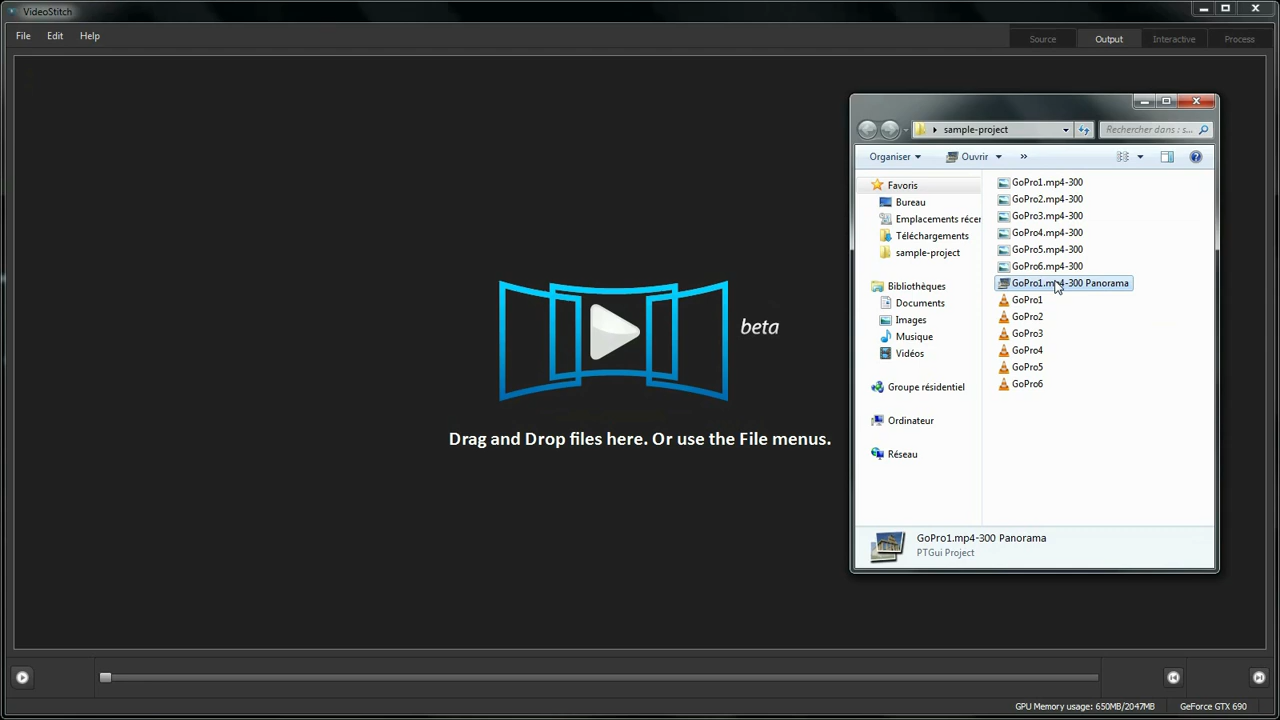 VideoStitch
File Edit Help
Source Output Interactive Process
sample-project
Rechercher dans : s...
Organiser Ouvrir »
Favoris
Bureau
Emplacements récer
Téléchargements
sample-project
Bibliothèques
Documents
Images
Musique
Vidéos
Groupe résidentiel
Ordinateur
Réseau
GoPro1.mp4-300
GoPro2.mp4-300
GoPro3.mp4-300
GoPro4.mp4-300
GoPro5.mp4-300
GoPro6.mp4-300
GoPro1.mp4-300 Panorama
GoPro1
GoPro2
GoPro3
GoPro4
GoPro5
GoPro6
GoPro1.mp4-300 Panorama
PTGui Project
beta
Drag and Drop files here. Or use the File menus.
GPU Memory usage: 650MB/2047MB GeForce GTX 690